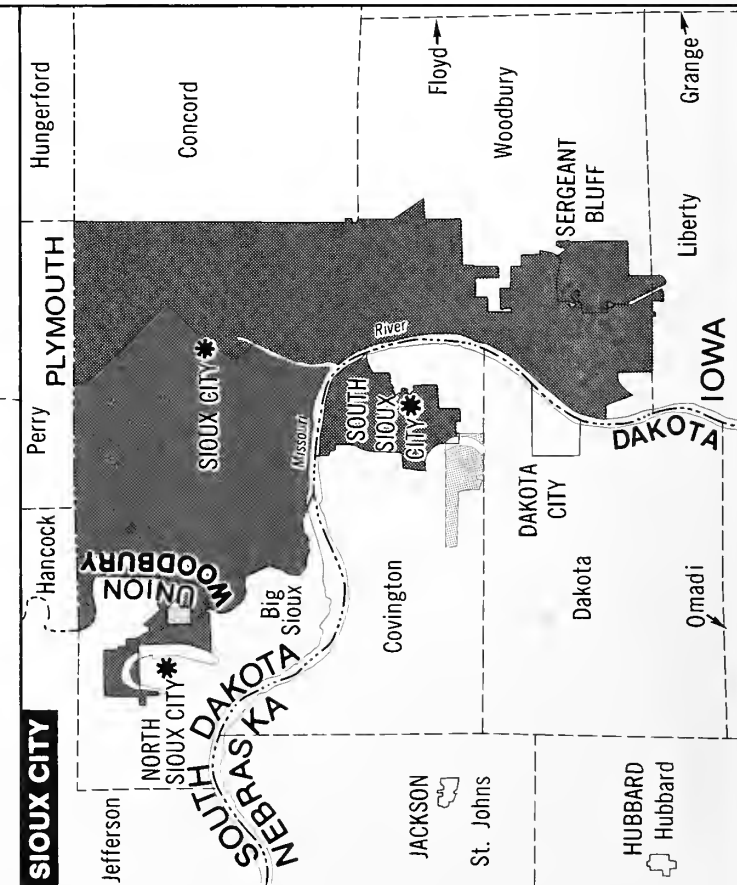 SIOUX CITY
Jefferson
Hancock
Perry
Hungerford
PLYMOUTH
Concord
UNION
WOODBURY
NORTH
SIOUX CITY
SIOUX CITY
Big
Sioux
SOUTH DAKOTA
NEBRASKA
Missouri
River
SOUTH
SIOUX
CITY
Floyd
Woodbury
SERGEANT
BLUFF
Covington
JACKSON
St. Johns
DAKOTA
CITY
Dakota
DAKOTA
IOWA
Liberty
Grange
Omadi
HUBBARD
Hubbard